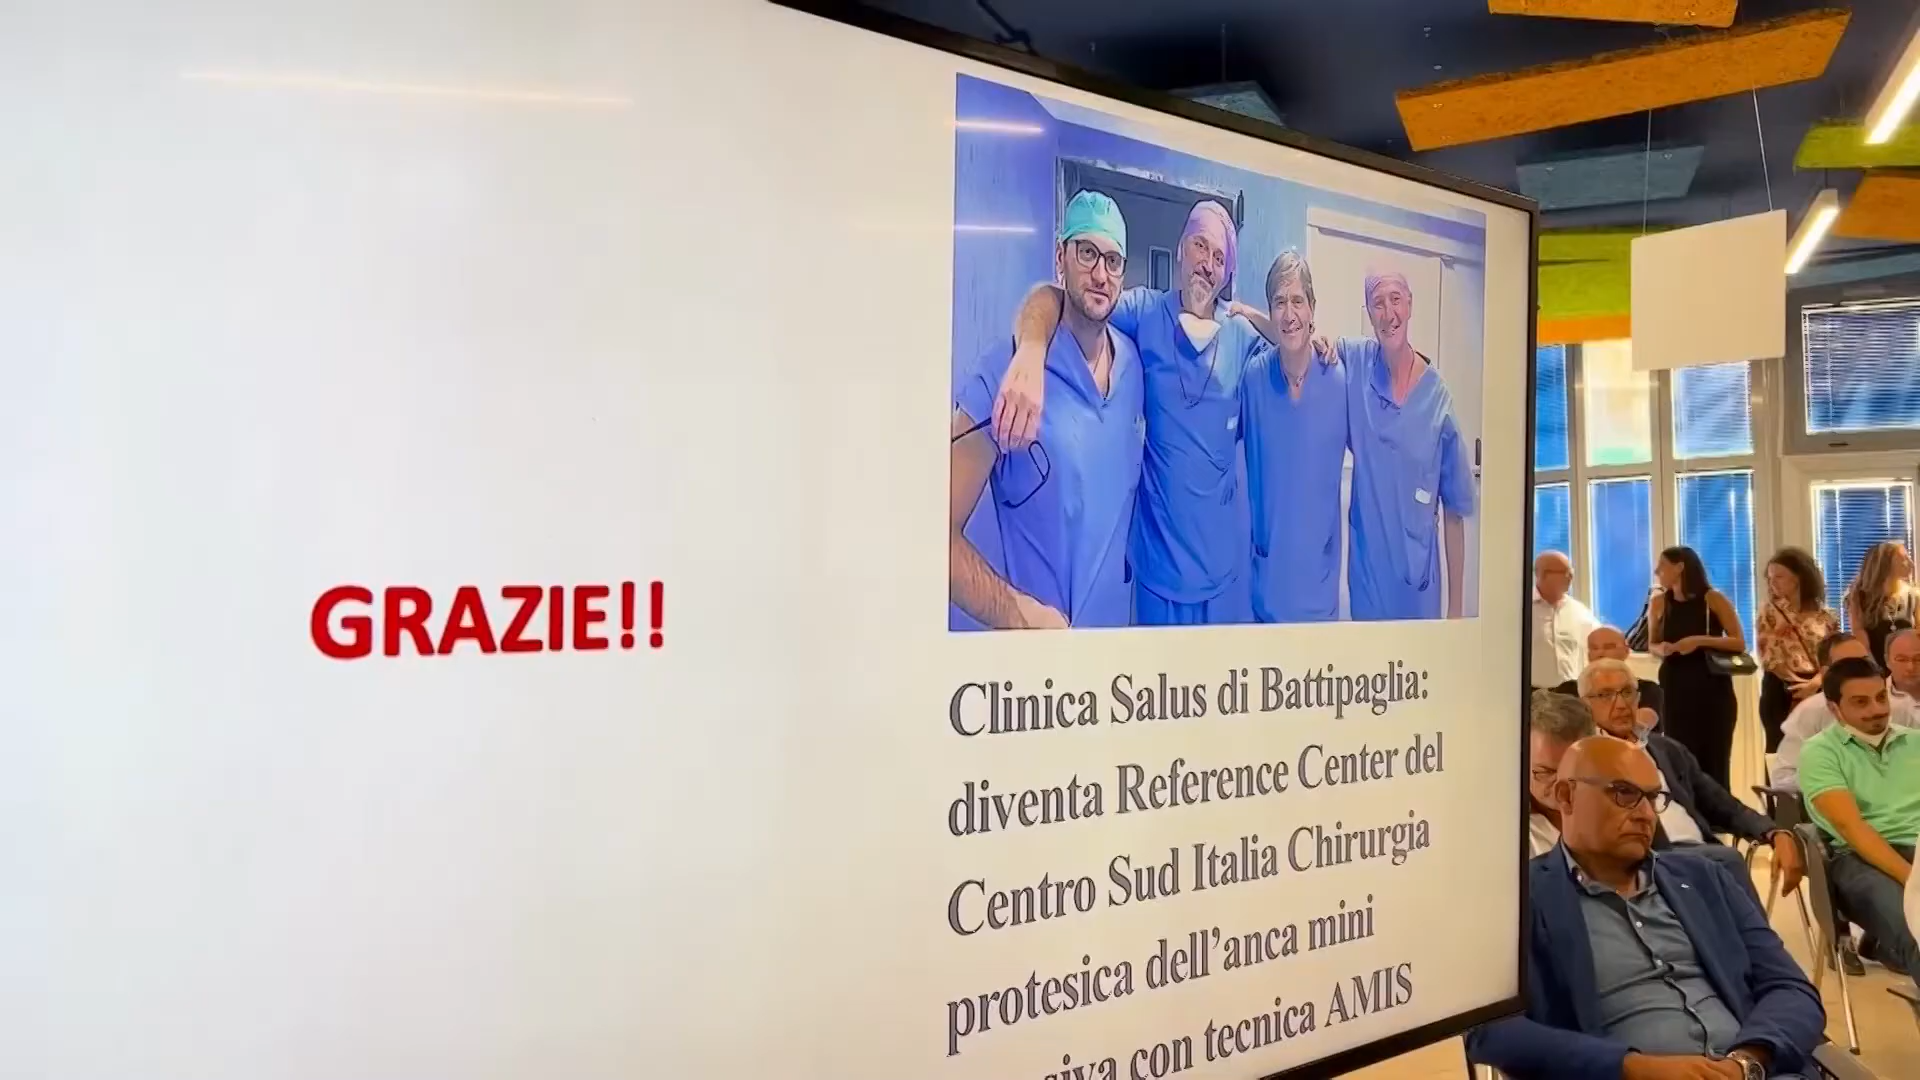 GRAZIE!!
Clinica Salus di Battipaglia:
diventa Reference Center del
Centro Sud Italia Chirurgia
protesica dell'anca mini
con tecnica AMIS